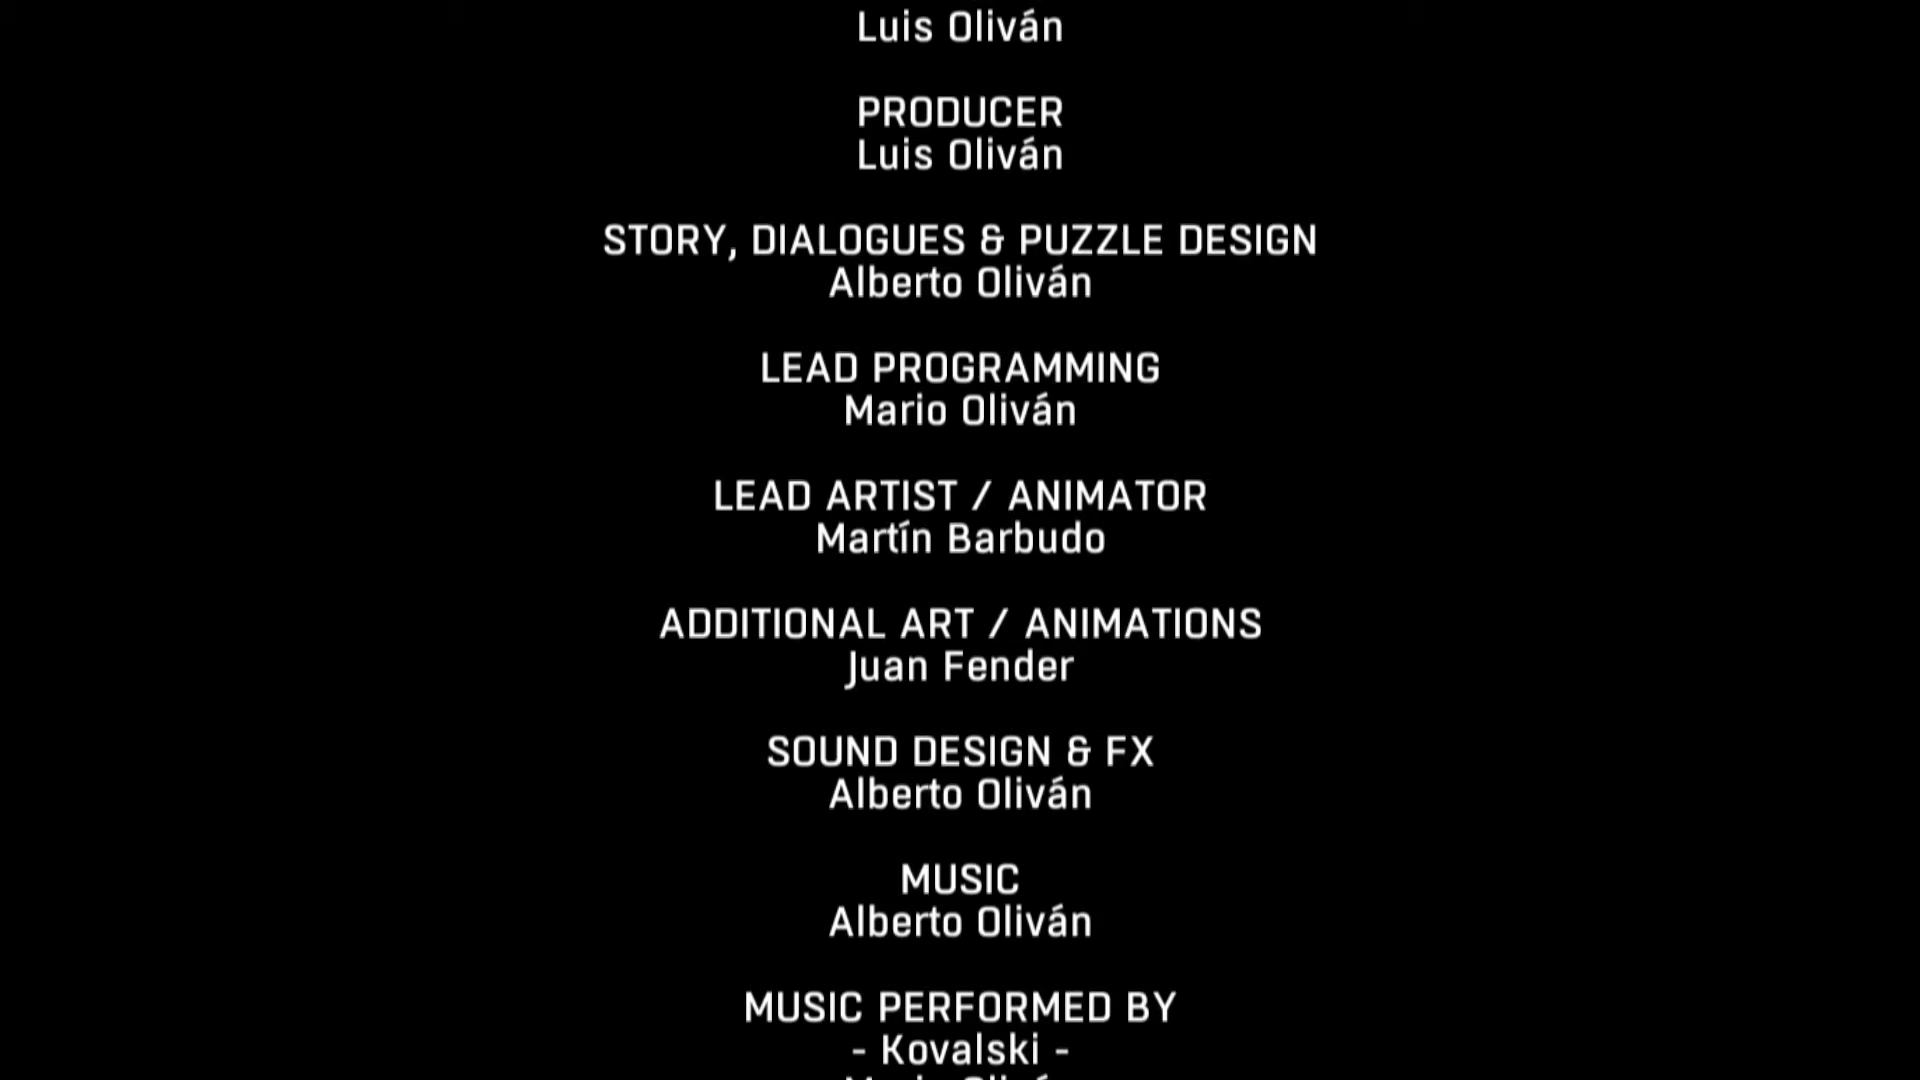 Luis Oliván
PRODUCER
Luis Oliván
STORY, DIALOGUES & PUZZLE DESIGN
Alberto Oliván
LEAD PROGRAMMING
Mario Oliván
LEAD ARTIST / ANIMATOR
Martín Barbudo
ADDITIONAL ART / ANIMATIONS
Juan Fender
SOUND DESIGN & FX
Alberto Oliván
MUSIC
Alberto Oliván
MUSIC PERFORMED BY
- Kovalski -